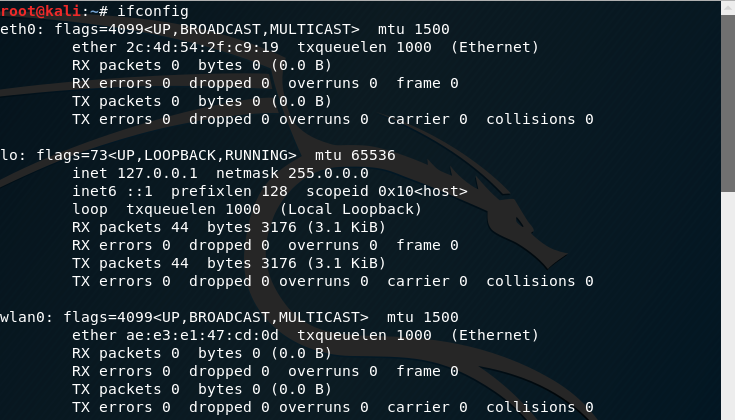 root@kali:~# ifconfig
eth0: flags=4099<UP,BROADCAST,MULTICAST>  mtu 1500
        ether 2c:4d:54:2f:c9:19  txqueuelen 1000  (Ethernet)
        RX packets 0  bytes 0 (0.0 B)
        RX errors 0  dropped 0  overruns 0  frame 0
        TX packets 0  bytes 0 (0.0 B)
        TX errors 0  dropped 0 overruns 0  carrier 0  collisions 0

lo: flags=73<UP,LOOPBACK,RUNNING>  mtu 65536
        inet 127.0.0.1  netmask 255.0.0.0
        inet6 ::1  prefixlen 128  scopeid 0x10<host>
        loop  txqueuelen 1000  (Local Loopback)
        RX packets 44  bytes 3176 (3.1 KiB)
        RX errors 0  dropped 0  overruns 0  frame 0
        TX packets 44  bytes 3176 (3.1 KiB)
        TX errors 0  dropped 0 overruns 0  carrier 0  collisions 0

wlan0: flags=4099<UP,BROADCAST,MULTICAST>  mtu 1500
        ether ae:e3:e1:47:cd:0d  txqueuelen 1000  (Ethernet)
        RX packets 0  bytes 0 (0.0 B)
        RX errors 0  dropped 0  overruns 0  frame 0
        TX packets 0  bytes 0 (0.0 B)
        TX errors 0  dropped 0 overruns 0  carrier 0  collisions 0